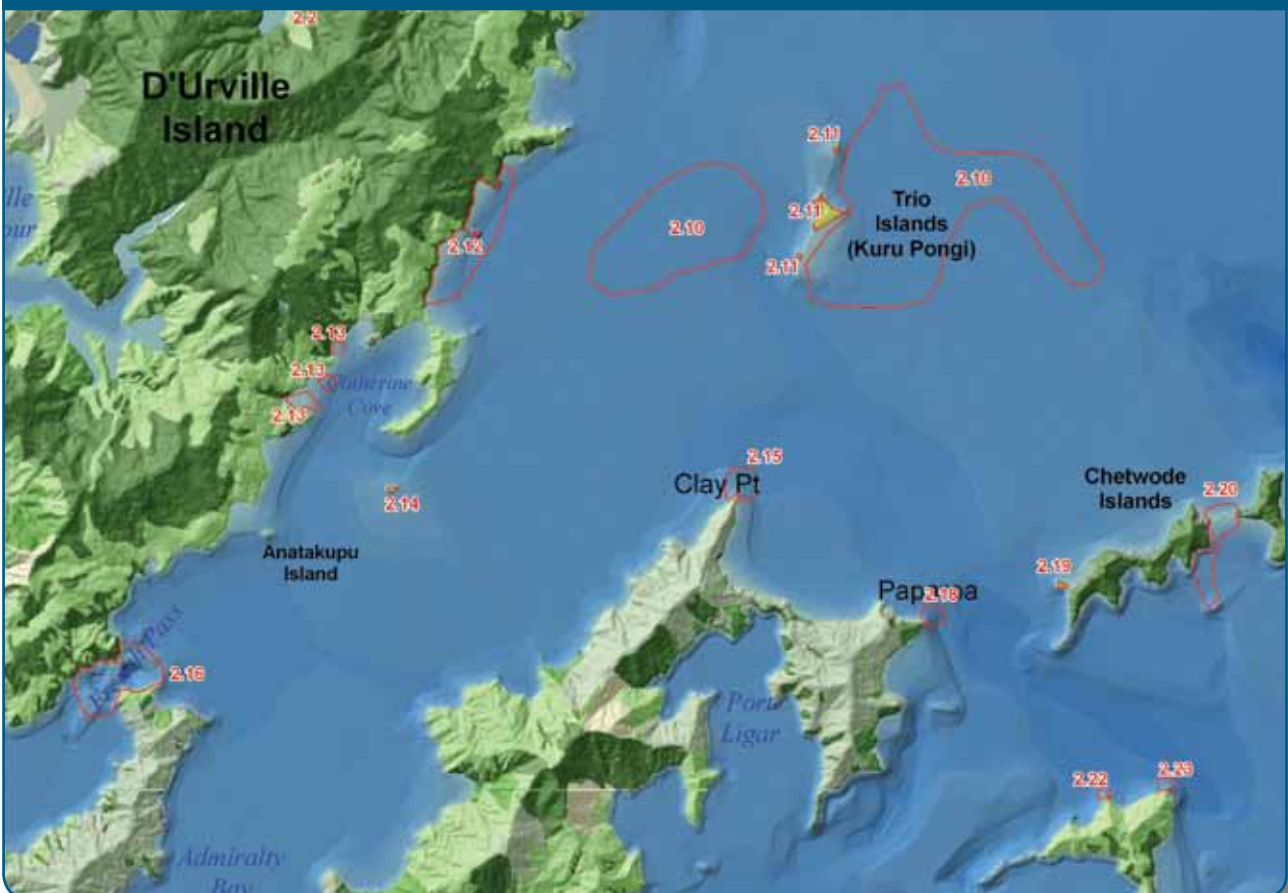 2.2
D'Urville
Island
2.11
2.10
Trio
Islands
(Kuru Pongi)
2.11
2.10
2.12
2.11
2.13
2.13
Cove
2.13
2.15
Clay Pt
2.14
Chetwode
Islands
2.20
Anatakupu
Island
2.19
2.18
Pass
2.16
Ligar
2.22
2.23
Admiralty
Bay